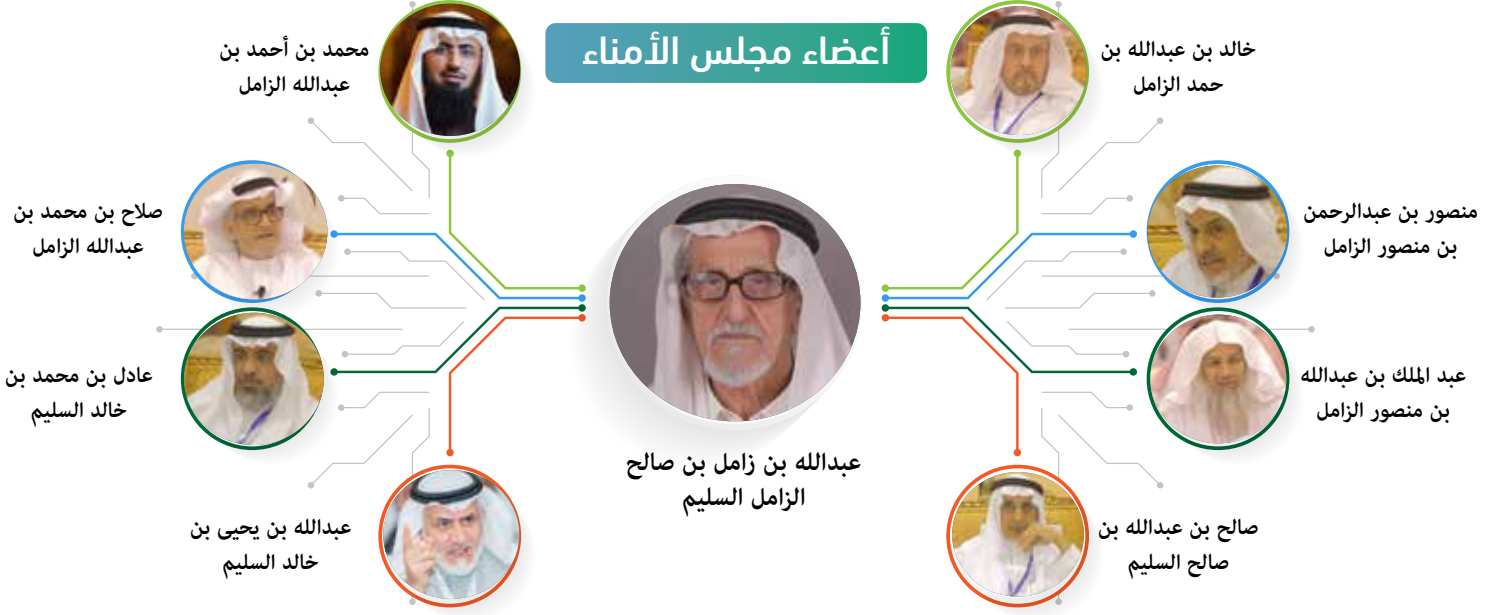 أعضاء مجلس الأمناء
خالد بن عبدالله بن
حمد الزامل
محمد بن أحمد بن
عبدالله الزامل
منصور بن عبدالرحمن
بن منصور الزامل
صلاح بن محمد بن
عبدالله الزامل
عبد الملك بن عبدالله
بن منصور الزامل
عادل بن محمد بن
خالد السليم
عبدالله بن زامل بن صالح
الزامل السليم
صالح بن عبدالله بن
صالح السليم
عبدالله بن يحيى بن
خالد السليم